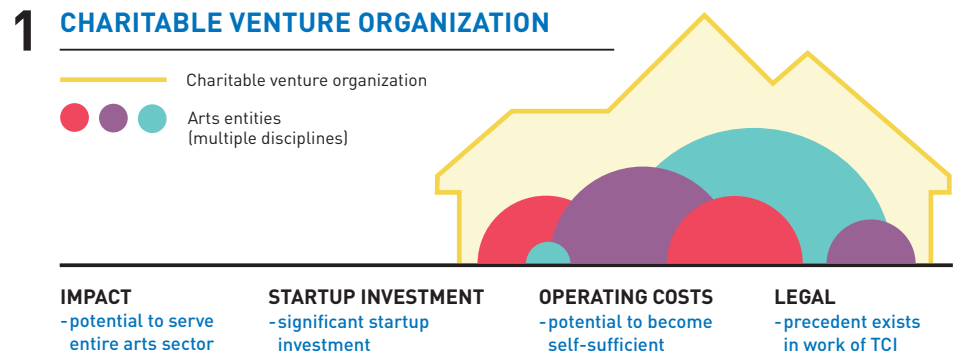 1 CHARITABLE VENTURE ORGANIZATION
Charitable venture organization
Arts entities
(multiple disciplines)
IMPACT
-potential to serve
entire arts sector
STARTUP INVESTMENT
-significant startup
investment
OPERATING COSTS
-potential to become
self-sufficient
LEGAL
-precedent exists
in work of TCI